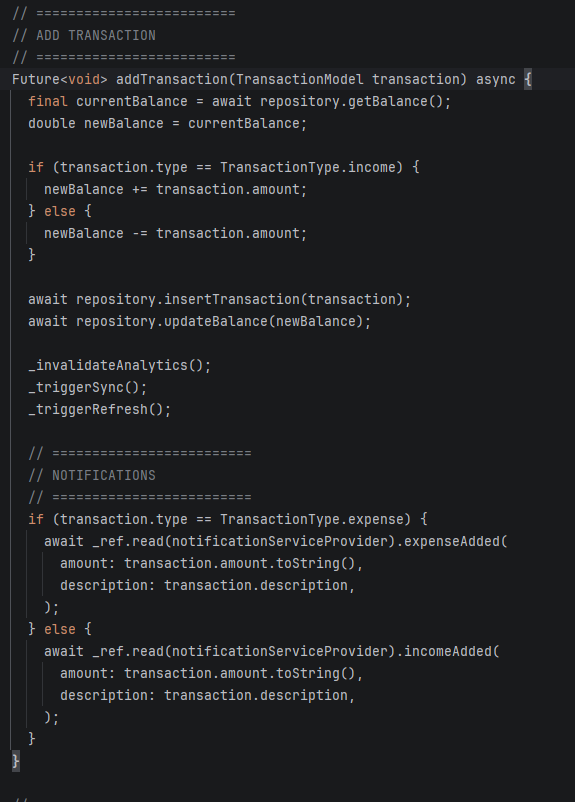 // =========================
// ADD TRANSACTION
// =========================
Future<void> addTransaction(TransactionModel transaction) async {
  final currentBalance = await repository.getBalance();
  double newBalance = currentBalance;

  if (transaction.type == TransactionType.income) {
    newBalance += transaction.amount;
  } else {
    newBalance -= transaction.amount;
  }

  await repository.insertTransaction(transaction);
  await repository.updateBalance(newBalance);

  _invalidateAnalytics();
  _triggerSync();
  _triggerRefresh();

  // =========================
  // NOTIFICATIONS
  // =========================
  if (transaction.type == TransactionType.expense) {
    await _ref.read(notificationServiceProvider).expenseAdded(
      amount: transaction.amount.toString(),
      description: transaction.description,
    );
  } else {
    await _ref.read(notificationServiceProvider).incomeAdded(
      amount: transaction.amount.toString(),
      description: transaction.description,
    );
  }
}